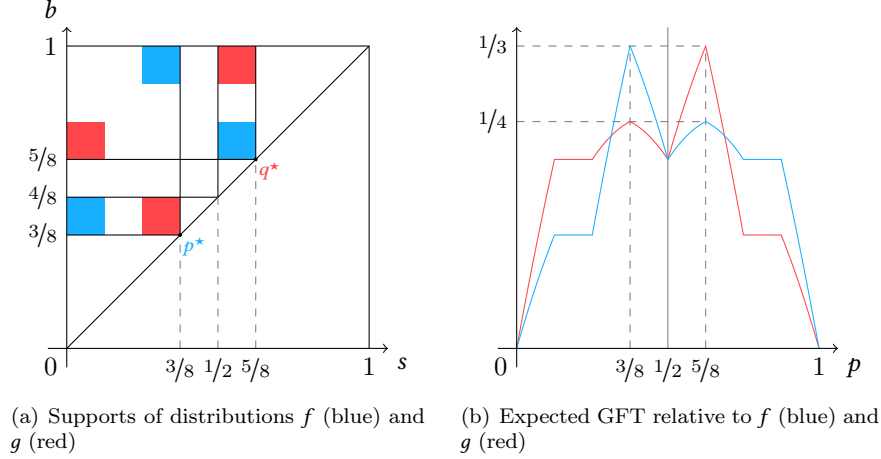 b
1
5/8
4/8
3/8
q★
p★
0
3/8
1/2
5/8
1
s
1/3
1/4
0
3/8
1/2
5/8
1
p
(a) Supports of distributions f (blue) and
g (red)
(b) Expected GFT relative to f (blue) and
g (red)